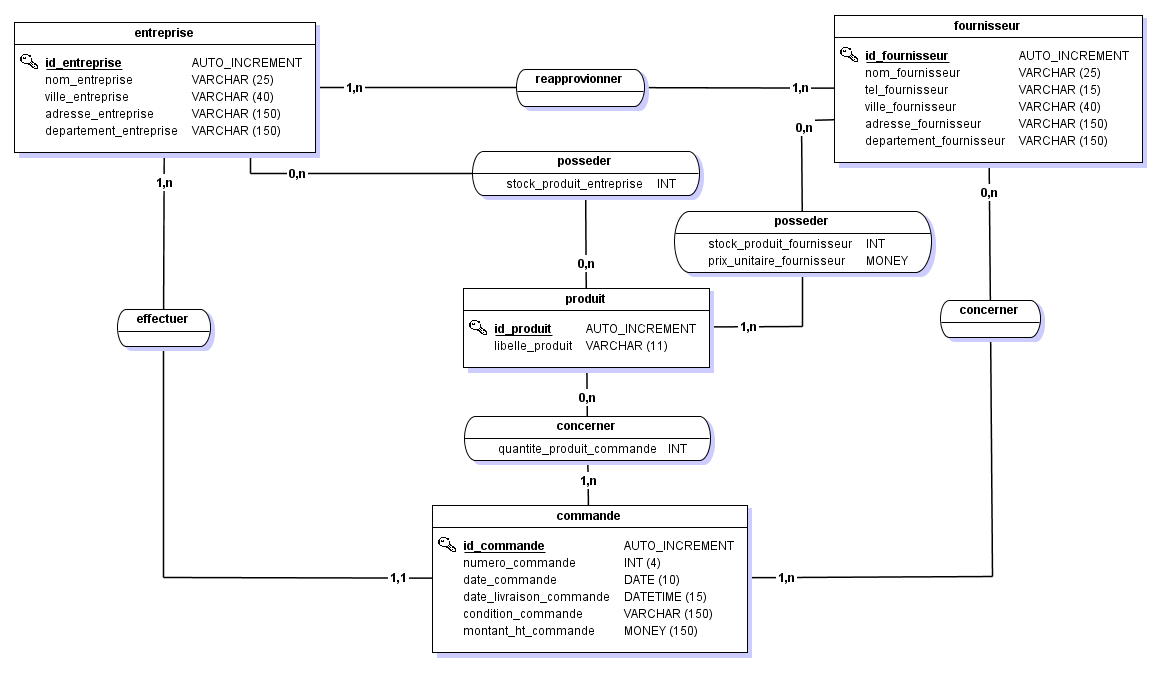 entreprise
id_entreprise AUTO_INCREMENT
nom_entreprise VARCHAR (25)
ville_entreprise VARCHAR (40)
adresse_entreprise VARCHAR (150)
departement_entreprise VARCHAR (150)
1,n
reapprovionner
1,n
fournisseur
id_fournisseur AUTO_INCREMENT
nom_fournisseur VARCHAR (25)
tel_fournisseur VARCHAR (15)
ville_fournisseur VARCHAR (40)
adresse_fournisseur VARCHAR (150)
departement_fournisseur VARCHAR (150)
0,n
1,n
0,n
posseder
stock_produit_entreprise INT
0,n
posseder
stock_produit_fournisseur INT
prix_unitaire_fournisseur MONEY
0,n
produit
id_produit AUTO_INCREMENT
libelle_produit VARCHAR (11)
1,n
effectuer
concerner
0,n
concerner
quantite_produit_commande INT
1,n
commande
id_commande AUTO_INCREMENT
numero_commande INT (4)
date_commande DATE (10)
date_livraison_commande DATETIME (15)
condition_commande VARCHAR (150)
montant_ht_commande MONEY (150)
1,1
1,n